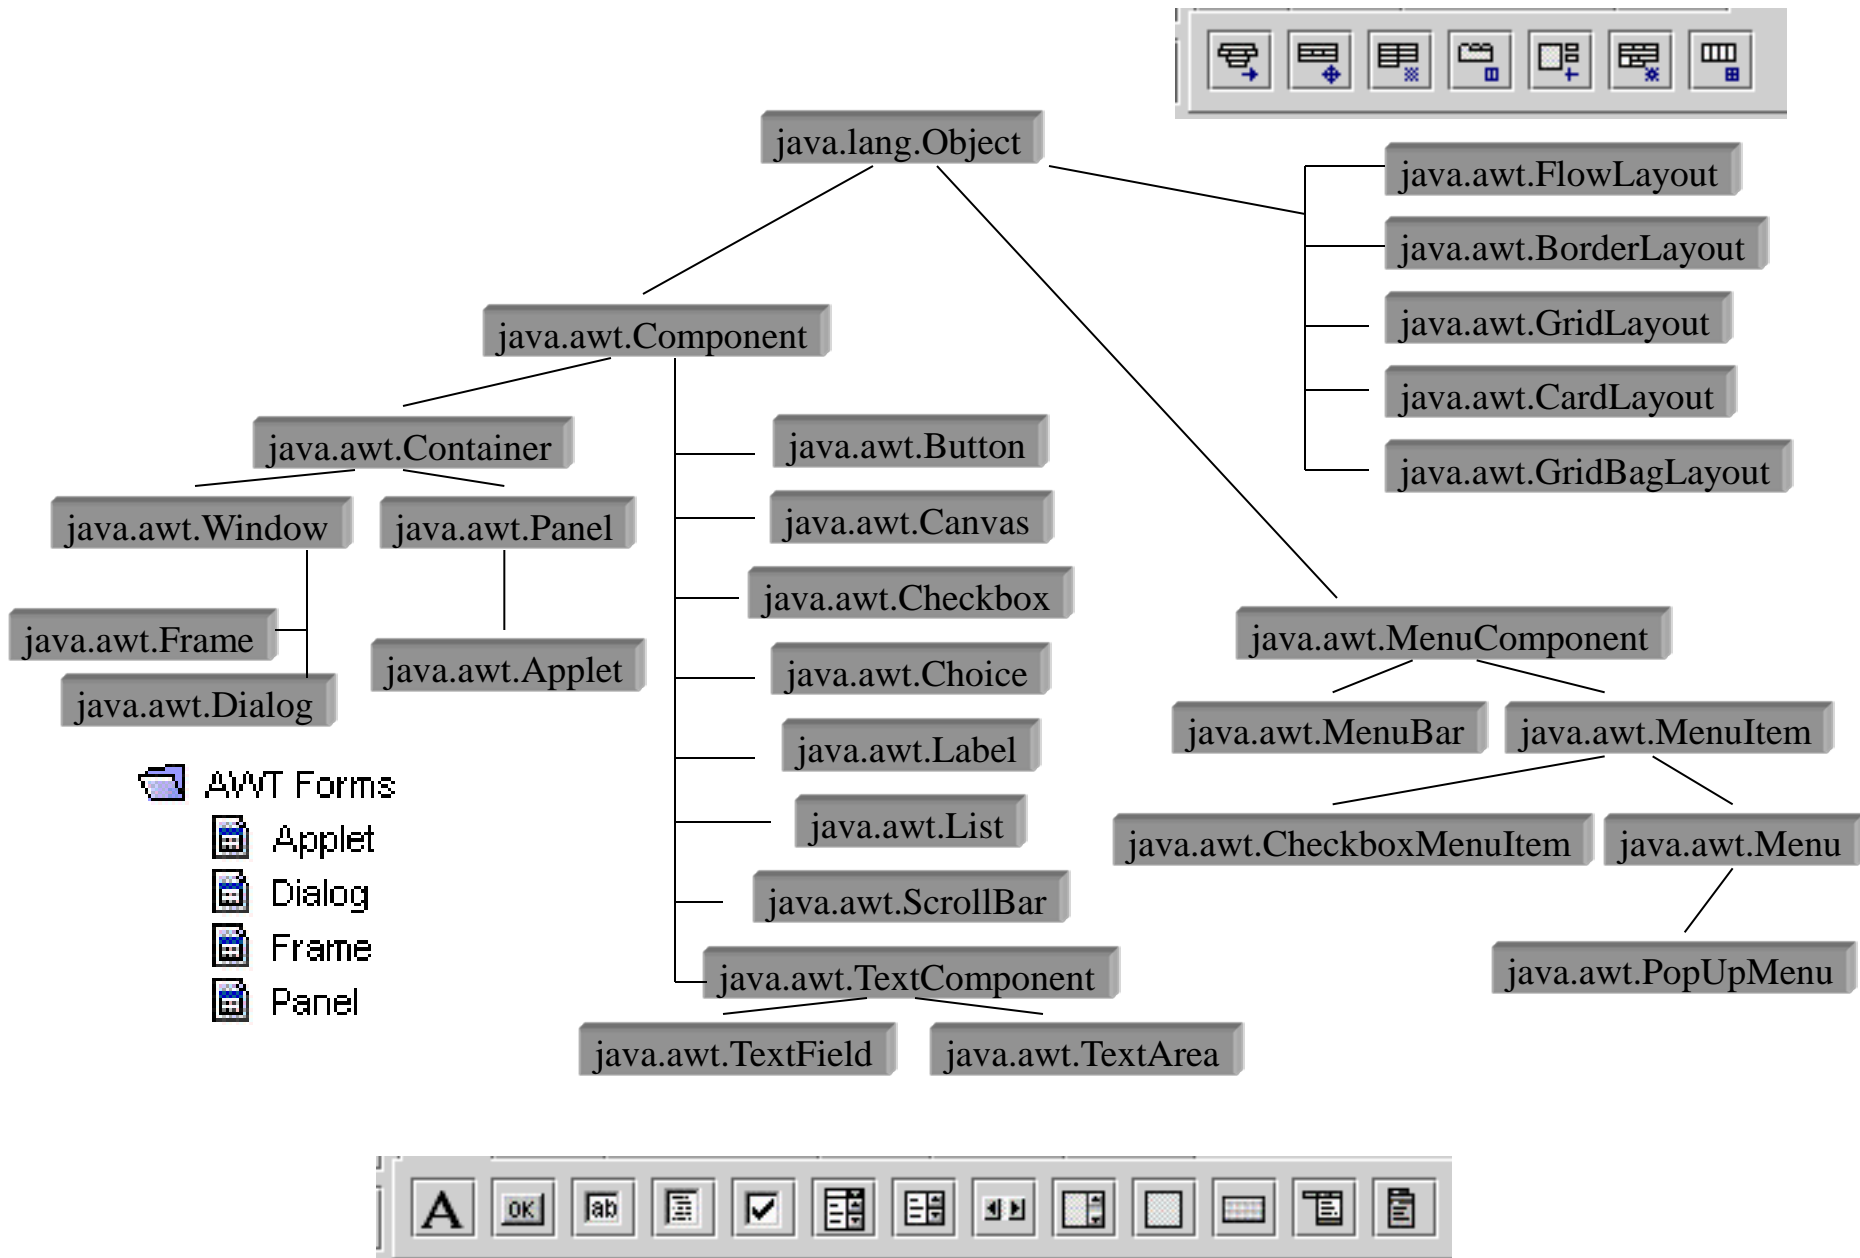 java.lang.Object
java.awt.FlowLayout
java.awt.BorderLayout
java.awt.GridLayout
java.awt.CardLayout
java.awt.GridBagLayout
java.awt.Component
java.awt.Container
java.awt.Window
java.awt.Panel
java.awt.Frame
java.awt.Dialog
java.awt.Applet
java.awt.Button
java.awt.Canvas
java.awt.Checkbox
java.awt.Choice
java.awt.Label
java.awt.List
java.awt.ScrollBar
java.awt.TextComponent
java.awt.TextField
java.awt.TextArea
java.awt.MenuComponent
java.awt.MenuBar
java.awt.MenuItem
java.awt.CheckboxMenuItem
java.awt.Menu
java.awt.PopUpMenu
AWT Forms
Applet
Dialog
Frame
Panel
A
OK
ab